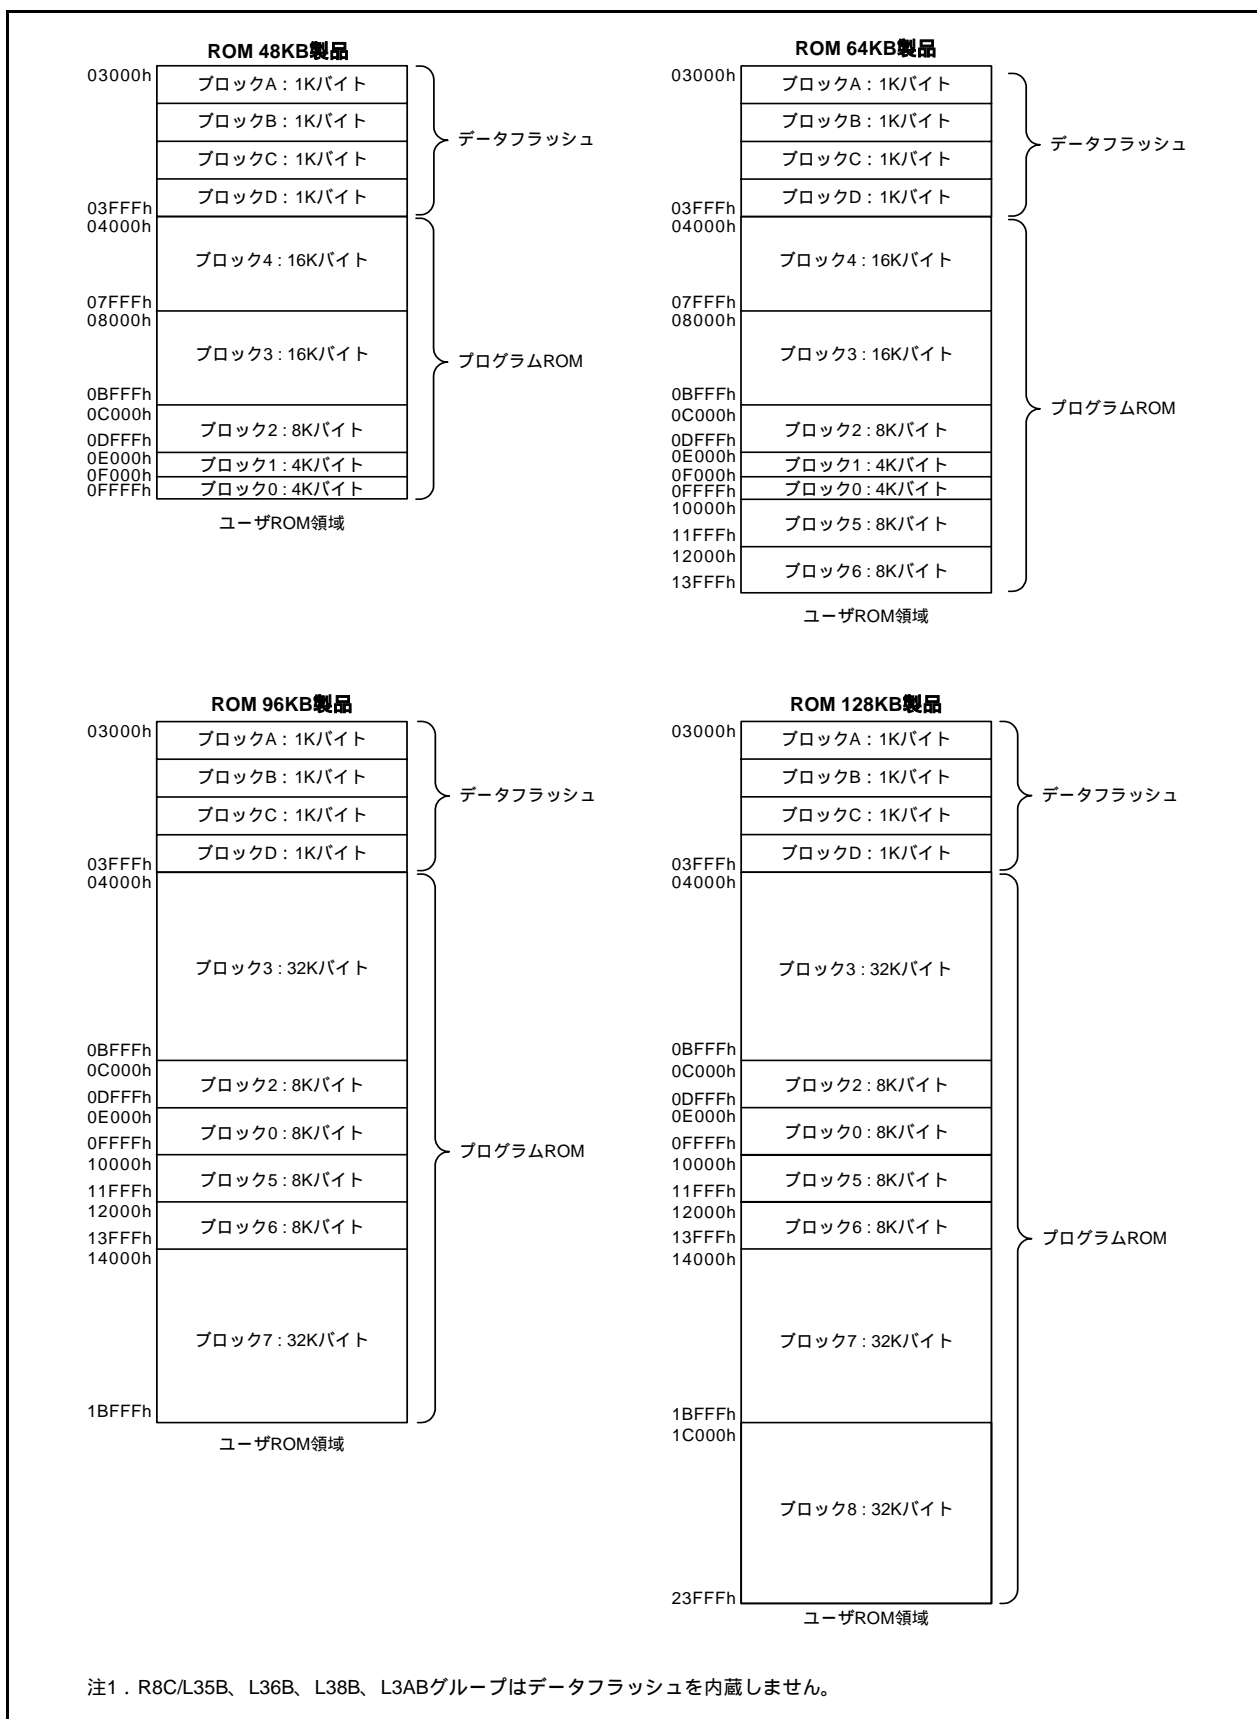 ROM 48KB製品
03000h
ブロックA : 1Kバイト
ブロックB : 1Kバイト
ブロックC : 1Kバイト
ブロックD : 1Kバイト
データフラッシュ
03FFFh
04000h
ブロック4 : 16Kバイト
07FFFh
08000h
ブロック3 : 16Kバイト
プログラムROM
0BFFFh
0C000h
ブロック2 : 8Kバイト
0DFFFh
0E000h
ブロック1 : 4Kバイト
0F000h
0FFFFh
ブロック0 : 4Kバイト
ユーザROM領域
ROM 64KB製品
03000h
ブロックA : 1Kバイト
ブロックB : 1Kバイト
ブロックC : 1Kバイト
ブロックD : 1Kバイト
データフラッシュ
03FFFh
04000h
ブロック4 : 16Kバイト
07FFFh
08000h
ブロック3 : 16Kバイト
0BFFFh
プログラムROM
0C000h
ブロック2 : 8Kバイト
0DFFFh
0E000h
ブロック1 : 4Kバイト
0F000h
0FFFFh
ブロック0 : 4Kバイト
10000h
ブロック5 : 8Kバイト
11FFFh
12000h
ブロック6 : 8Kバイト
13FFFh
ユーザROM領域
ROM 96KB製品
03000h
ブロックA : 1Kバイト
ブロックB : 1Kバイト
ブロックC : 1Kバイト
ブロックD : 1Kバイト
データフラッシュ
03FFFh
04000h
ブロック3 : 32Kバイト
0BFFFh
0C000h
ブロック2 : 8Kバイト
0DFFFh
0E000h
ブロック0 : 8Kバイト
0FFFFh
プログラムROM
10000h
ブロック5 : 8Kバイト
11FFFh
12000h
ブロック6 : 8Kバイト
13FFFh
14000h
ブロック7 : 32Kバイト
1BFFFh
ユーザROM領域
ROM 128KB製品
03000h
ブロックA : 1Kバイト
ブロックB : 1Kバイト
ブロックC : 1Kバイト
ブロックD : 1Kバイト
データフラッシュ
03FFFh
04000h
ブロック3 : 32Kバイト
0BFFFh
0C000h
ブロック2 : 8Kバイト
0DFFFh
0E000h
ブロック0 : 8Kバイト
0FFFFh
10000h
ブロック5 : 8Kバイト
11FFFh
12000h
ブロック6 : 8Kバイト
13FFFh
プログラムROM
14000h
ブロック7 : 32Kバイト
1BFFFh
1C000h
ブロック8 : 32Kバイト
23FFFh
ユーザROM領域
注1．R8C/L35B、L36B、L38B、L3ABグループはデータフラッシュを内蔵しません。